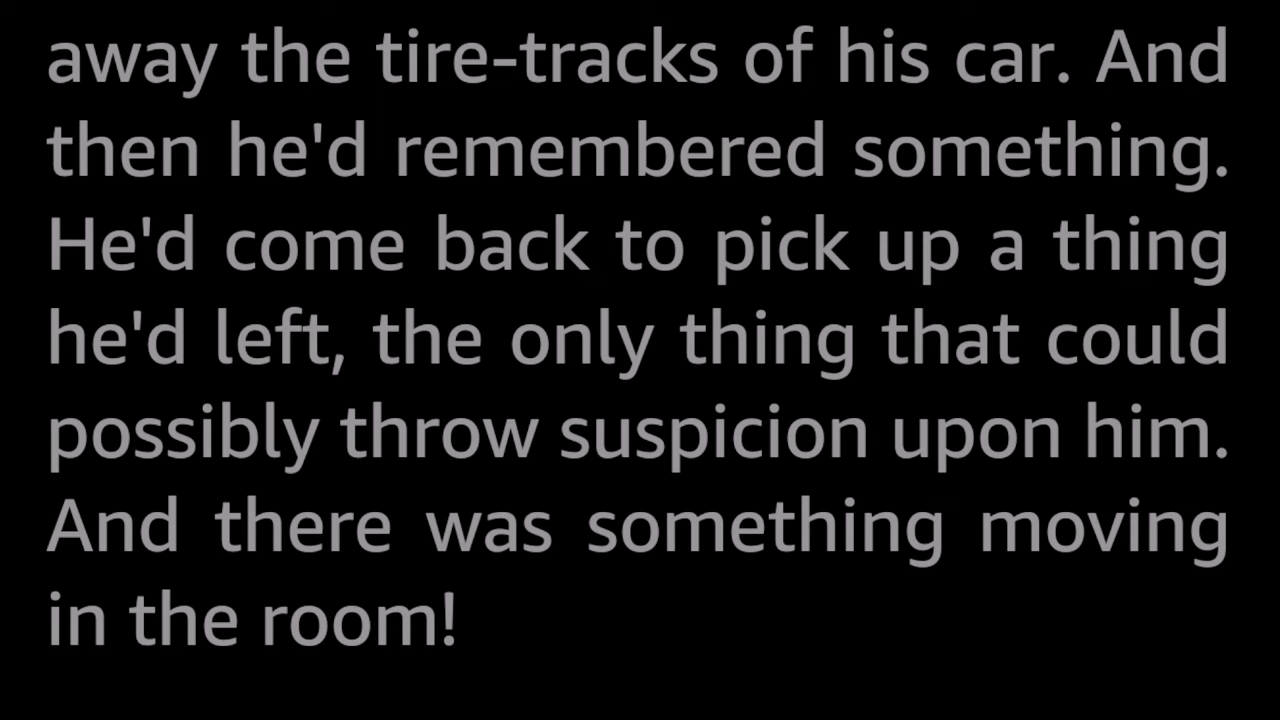 away the tire-tracks of his car. And
then he'd remembered something.
He'd come back to pick up a thing
he'd left, the only thing that could
possibly throw suspicion upon him.
And there was something moving
in the room!